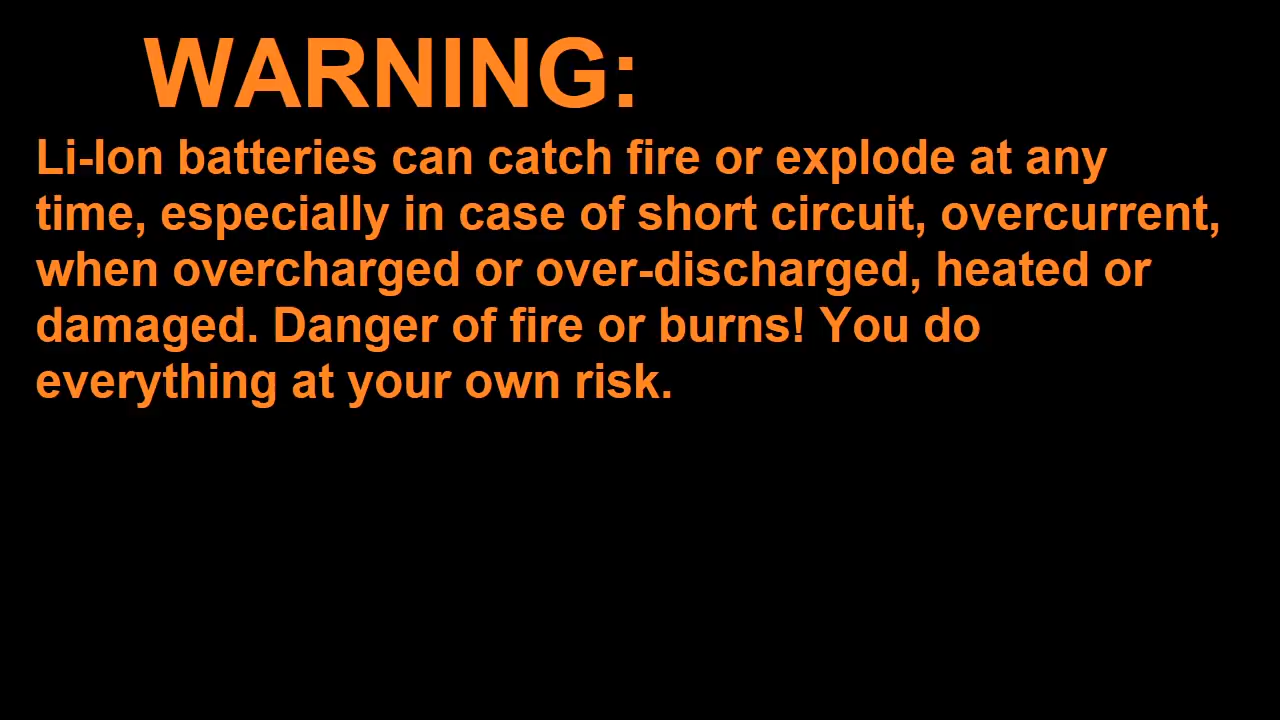 WARNING:
Li-Ion batteries can catch fire or explode at any
time, especially in case of short circuit, overcurrent,
when overcharged or over-discharged, heated or
damaged. Danger of fire or burns! You do
everything at your own risk.